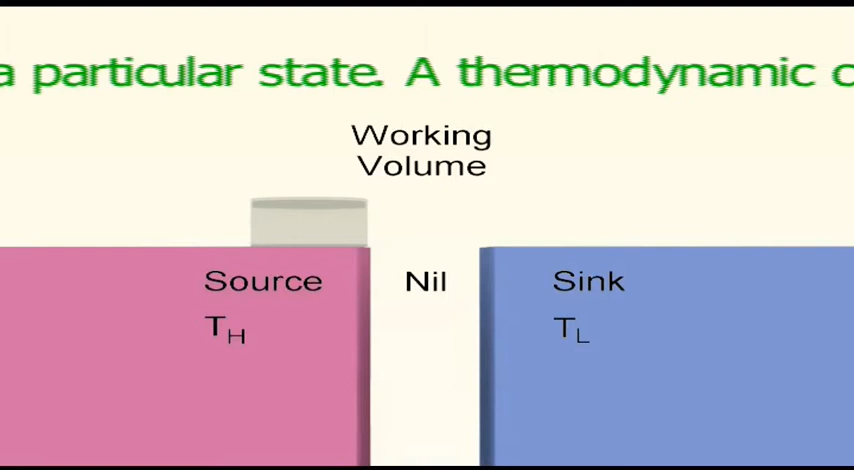 a particular state. A thermodynamic
Working
Volume
Source Nil Sink
T_H T_L